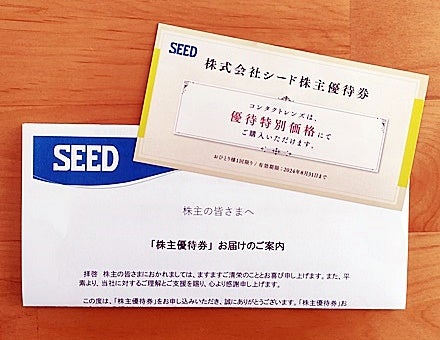 SEED
株式会社シード株主優待券
コンタクトレンズは、
優待特別価格にて
ご購入いただけます。
おひとり様1回限り / 有効期限：2024年8月31日まで
SEED
株主の皆さまへ
「株主優待券」お届けのご案内
拝啓　株主の皆さまにおかれましては、ますますご清栄のこととお喜び申し上げます。また、平
素より、当社に対するご理解とご支援を賜り、心より感謝申し上げます。
この度は、「株主優待券」をお申し込みいただき、誠にありがとうございます。「株主優待券」お